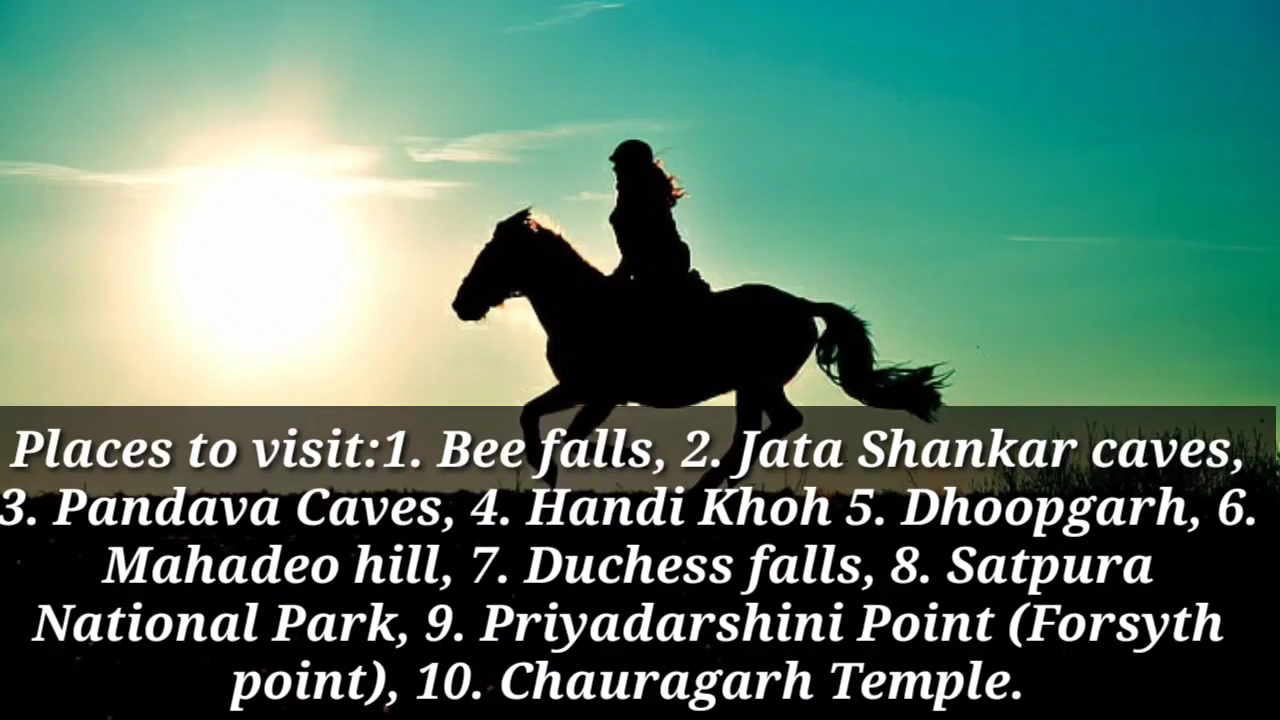 Places to visit:1. Bee falls, 2. Jata Shankar caves,
3. Pandava Caves, 4. Handi Khoh 5. Dhoopgarh, 6.
Mahadeo hill, 7. Duchess falls, 8. Satpura
National Park, 9. Priyadarshini Point (Forsyth
point), 10. Chauragarh Temple.